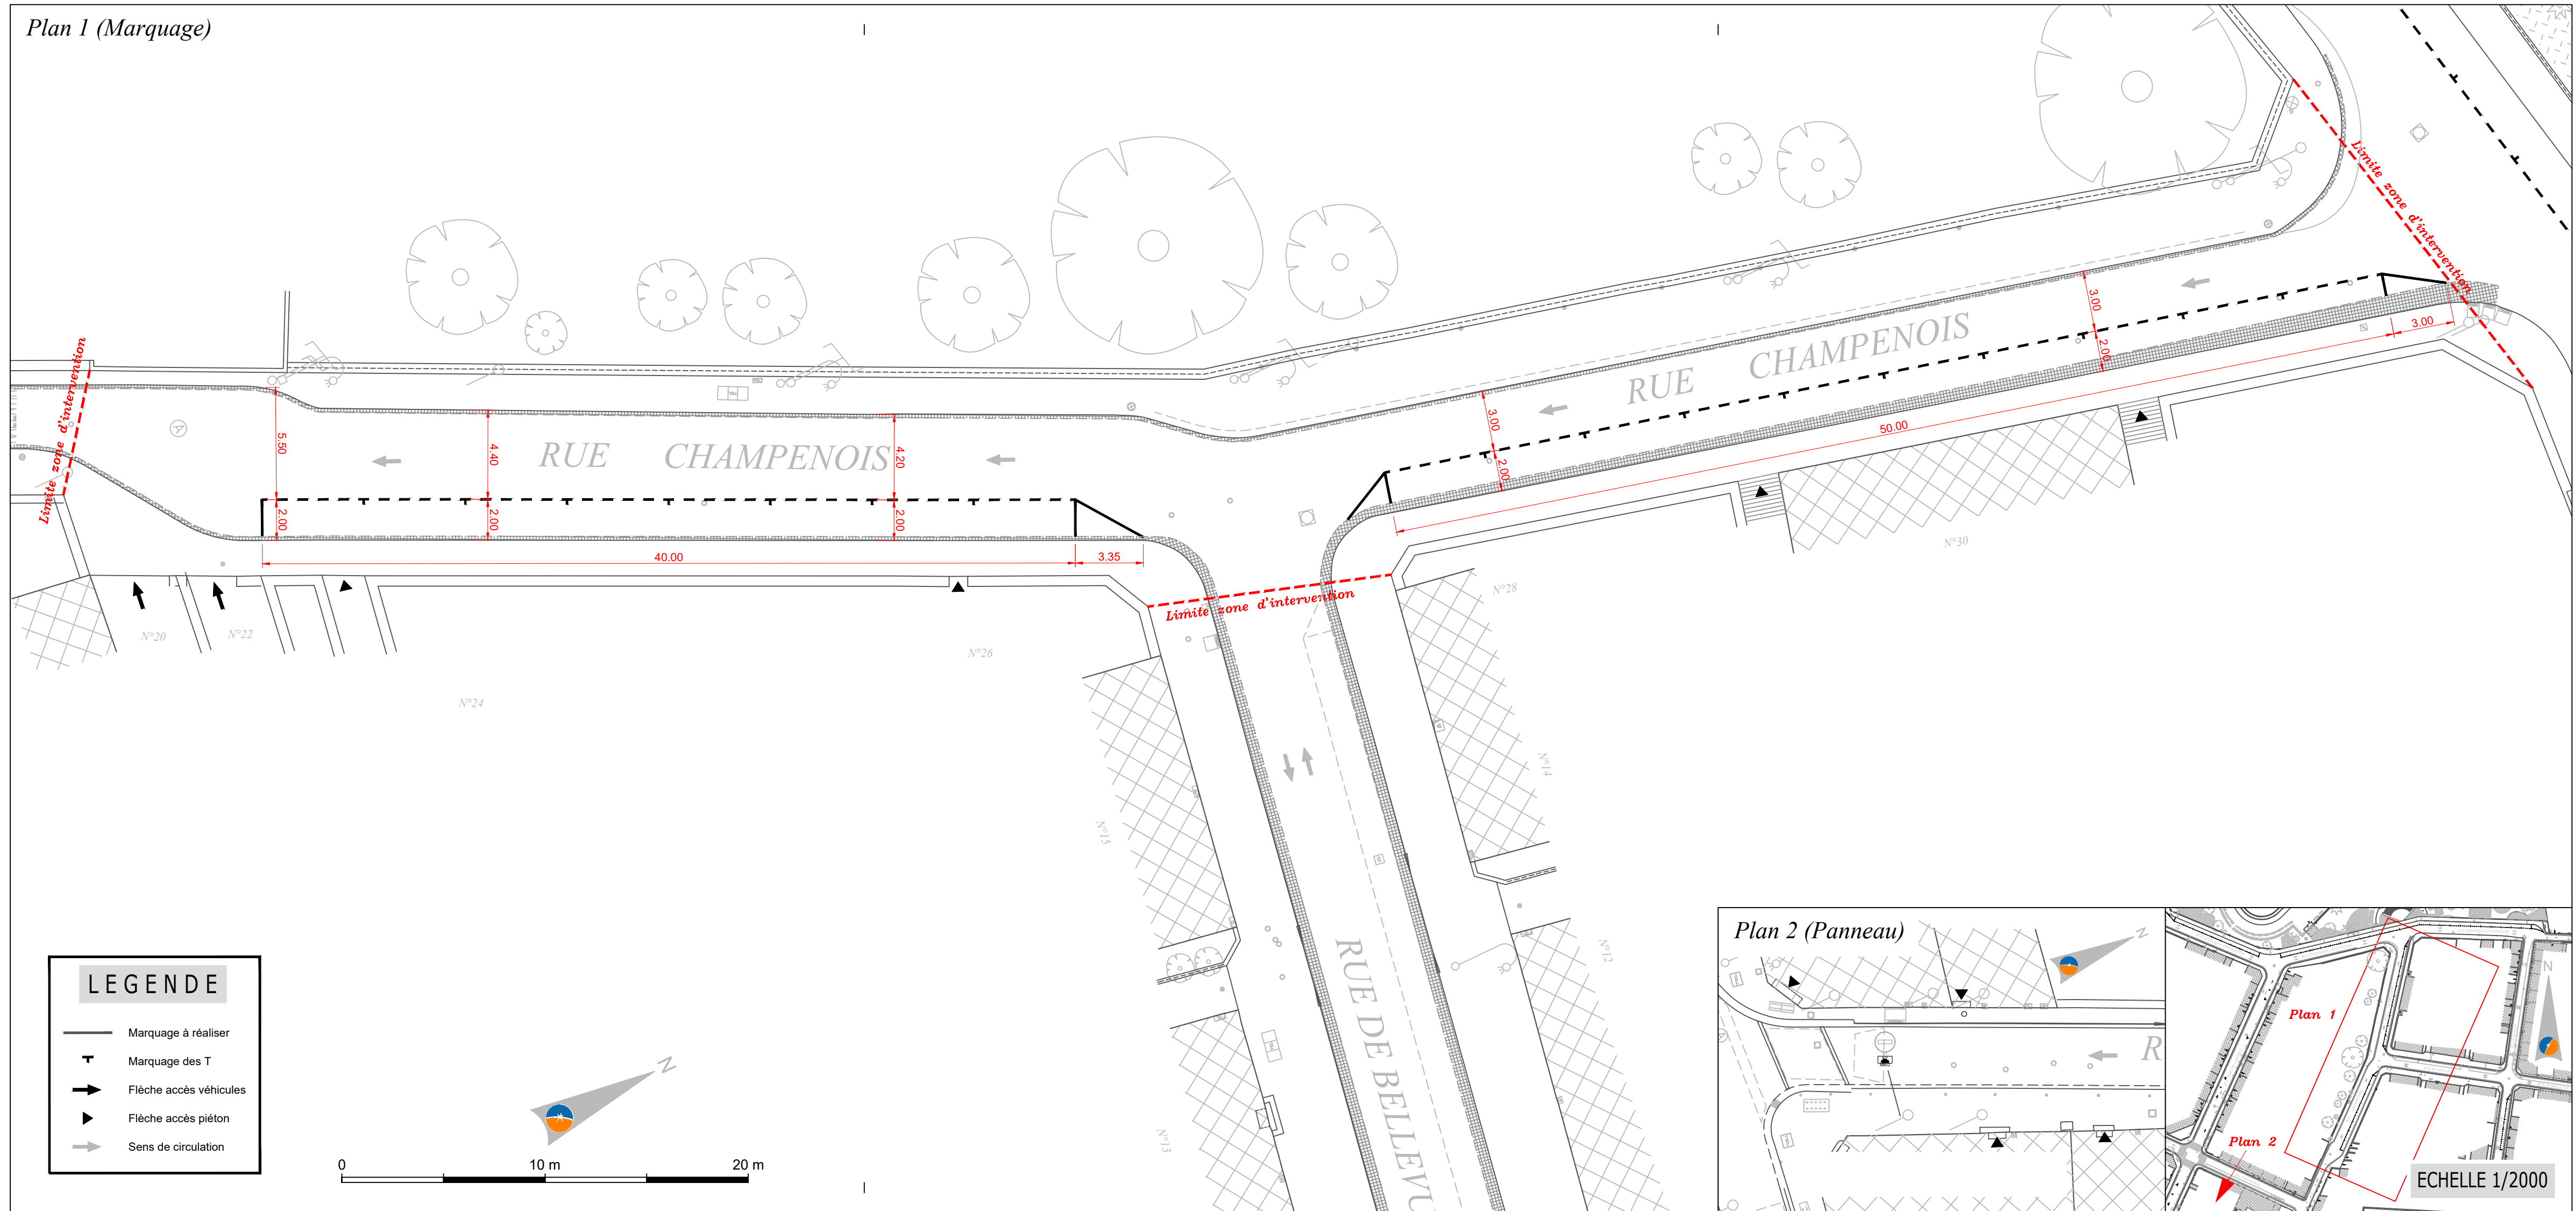 Plan 1 (Marquage)
Limite zone d'intervention
Limite zone d'intervention
Limite zone d'intervention
RUE CHAMPENOIS
RUE CHAMPENOIS
5.50
4.40
4.20
2.00
2.00
2.00
40.00
3.35
3.00
2.00
3.00
2.00
3.00
50.00
N°20
N°22
N°24
N°26
N°28
N°30
N°14
N°15
N°12
N°13
RUE DE BELLEVU
LEGENDE
Marquage à réaliser
Marquage des T
Flèche accès véhicules
Flèche accès piéton
Sens de circulation
N
0 10 m 20 m
Plan 2 (Panneau)
N
R
N
Plan 1
Plan 2
ECHELLE 1/2000